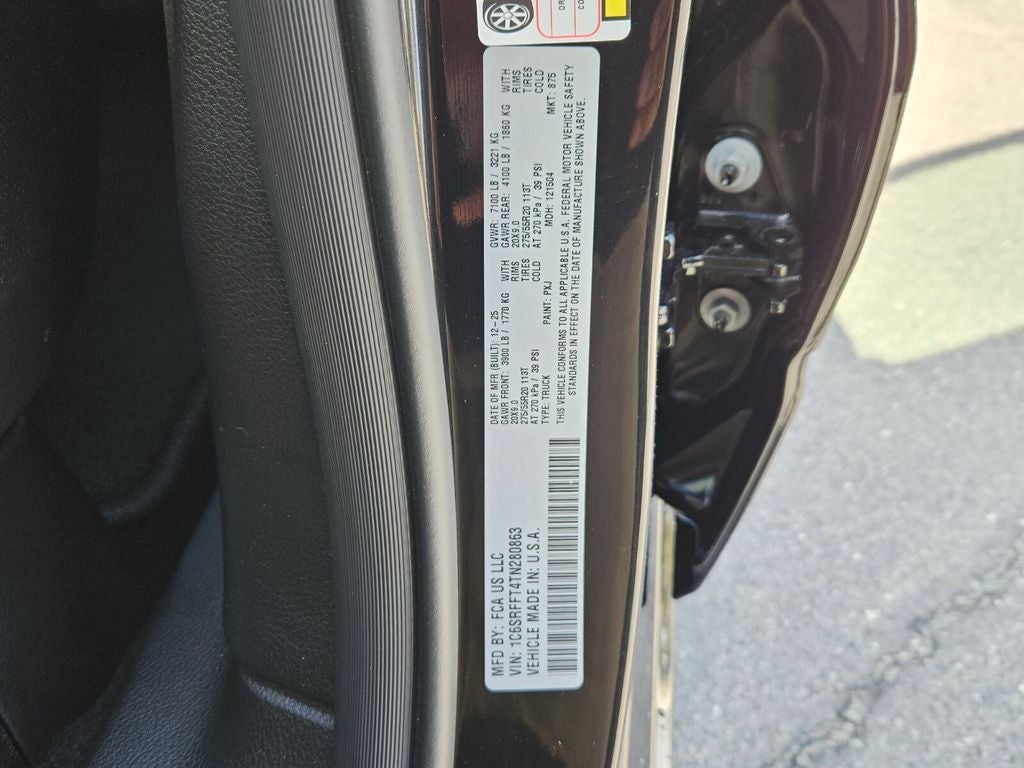 MFD BY: FCA US LLC
VIN: 1C6SRFFT4TN280863
VEHICLE MADE IN: U.S.A.
DATE OF MFR (BUILT): 12-25 GVWR: 7100 LB / 3221 KG
GAWR FRONT: 3900 LB / 1770 KG WITH GAWR REAR: 4100 LB / 1860 KG WITH
20X9.0 RIMS 20X9.0 RIMS
275/55R20 113T TIRES 275/55R20 113T TIRES
AT 270 kPa / 39 PSI COLD AT 270 kPa / 39 PSI COLD
TYPE: TRUCK PAINT: PXJ MDH: 121504 MKT: 875
THIS VEHICLE CONFORMS TO ALL APPLICABLE U.S.A. FEDERAL MOTOR VEHICLE SAFETY
STANDARDS IN EFFECT ON THE DATE OF MANUFACTURE SHOWN ABOVE.